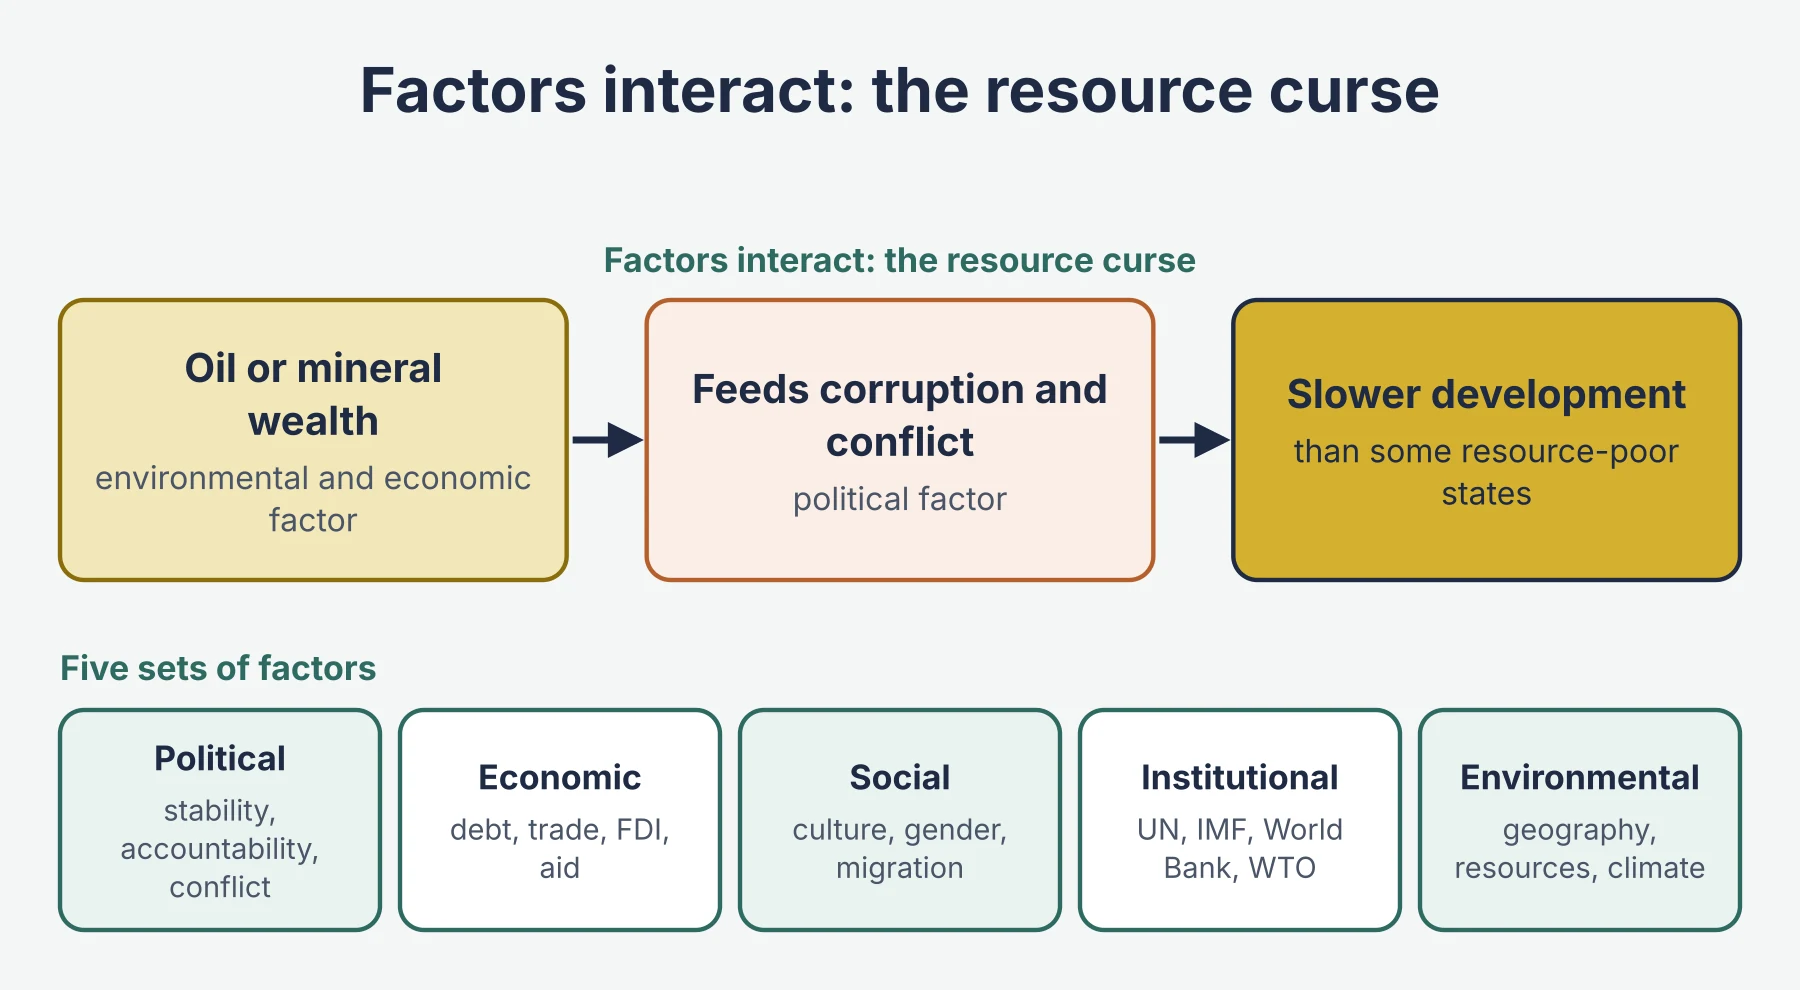 Factors interact: the resource curse
Factors interact: the resource curse
Oil or mineral
wealth
environmental and economic
factor
Feeds corruption and
conflict
political factor
Slower development
than some resource-poor
states
Five sets of factors
Political
stability,
accountability,
conflict
Economic
debt, trade, FDI,
aid
Social
culture, gender,
migration
Institutional
UN, IMF, World
Bank, WTO
Environmental
geography,
resources, climate